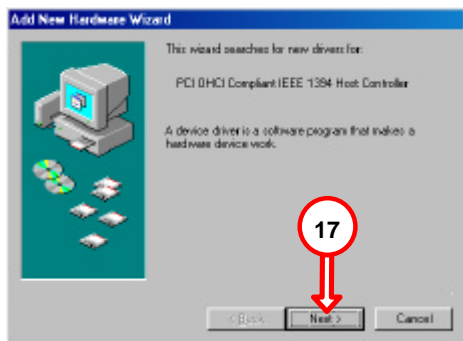 Add New Hardware Wizard
This wizard searches for new drivers for:
PCI OHCI Compliant IEEE 1394 Host Controller
A device driver is a software program that makes a
hardware device work.
17
< Back
Next >
Cancel